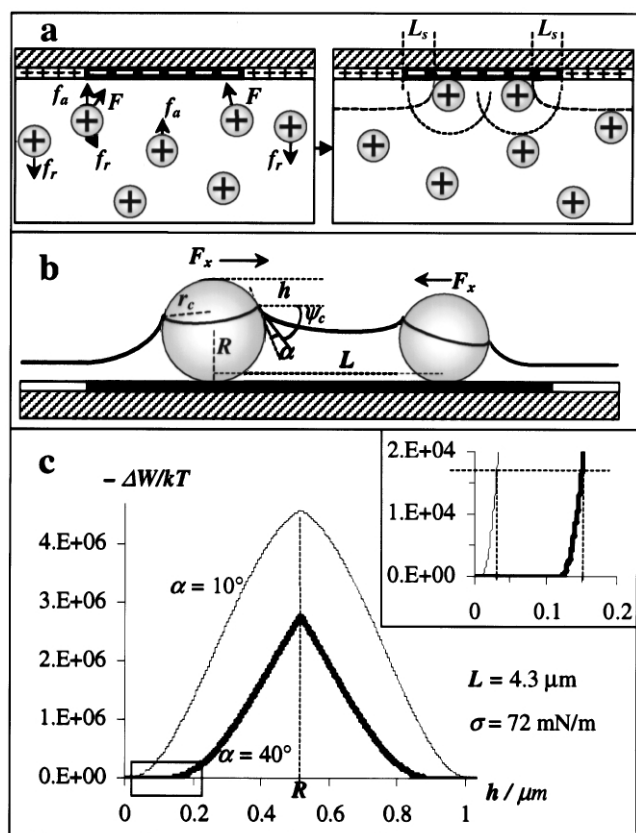 a
L_s L_s
f_a F F f_a
f_r f_r f_r
b
F_x F_x
h
r_c ψ_c
R α
L
c
− ΔW/kT
2.E+04
1.E+04
0.E+00
0 0.1 0.2
4.E+06
3.E+06
2.E+06
1.E+06
0.E+00
α = 10°
α = 40°
L = 4.3 μm
σ = 72 mN/m
R h / μm
0 0.2 0.4 0.6 0.8 1